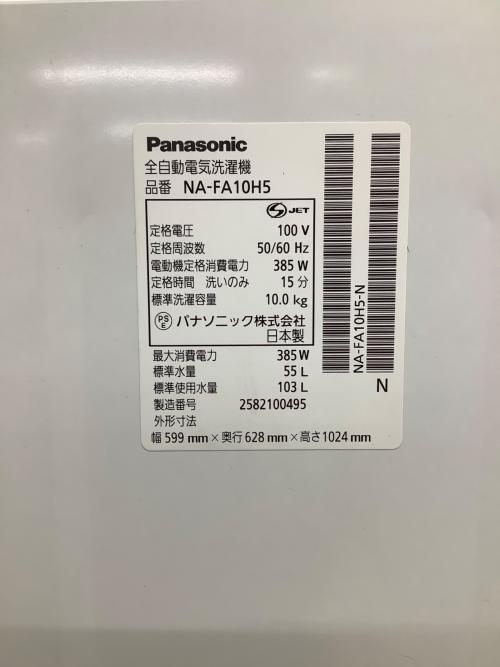 Panasonic
全自動電気洗濯機
品番 NA-FA10H5
S JET
定格電圧 100 V
定格周波数 50/60 Hz
電動機定格消費電力 385 W
定格時間 洗いのみ 15 分
標準洗濯容量 10.0 kg
PSE パナソニック株式会社
日本製
最大消費電力 385 W
標準水量 55 L
標準使用水量 103 L
製造番号 2582100495
外形寸法
幅 599 mm × 奥行 628 mm × 高さ 1024 mm
NA-FA10H5-N
N